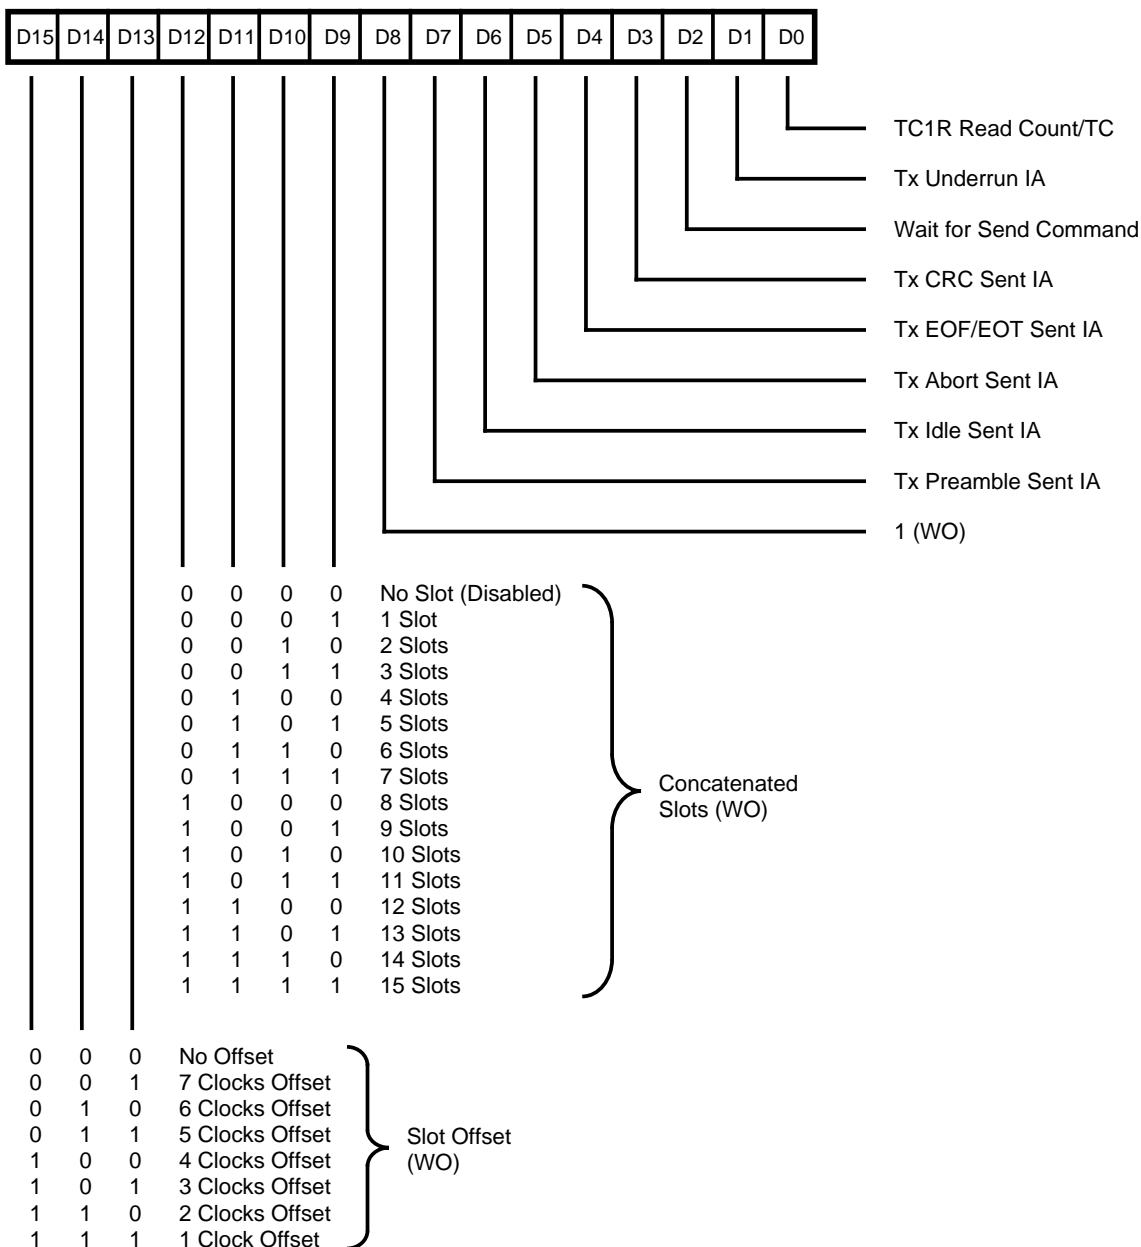 D15 D14 D13 D12 D11 D10 D9 D8 D7 D6 D5 D4 D3 D2 D1 D0
TC1R Read Count/TC
Tx Underrun IA
Wait for Send Command
Tx CRC Sent IA
Tx EOF/EOT Sent IA
Tx Abort Sent IA
Tx Idle Sent IA
Tx Preamble Sent IA
1 (WO)
0 0 0 0 No Slot (Disabled)
0 0 0 1 1 Slot
0 0 1 0 2 Slots
0 0 1 1 3 Slots
0 1 0 0 4 Slots
0 1 0 1 5 Slots
0 1 1 0 6 Slots
0 1 1 1 7 Slots
1 0 0 0 8 Slots
1 0 0 1 9 Slots
1 0 1 0 10 Slots
1 0 1 1 11 Slots
1 1 0 0 12 Slots
1 1 0 1 13 Slots
1 1 1 0 14 Slots
1 1 1 1 15 Slots
Concatenated
Slots (WO)
0 0 0 No Offset
0 0 1 7 Clocks Offset
0 1 0 6 Clocks Offset
0 1 1 5 Clocks Offset
1 0 0 4 Clocks Offset
1 0 1 3 Clocks Offset
1 1 0 2 Clocks Offset
1 1 1 1 Clock Offset
Slot Offset
(WO)